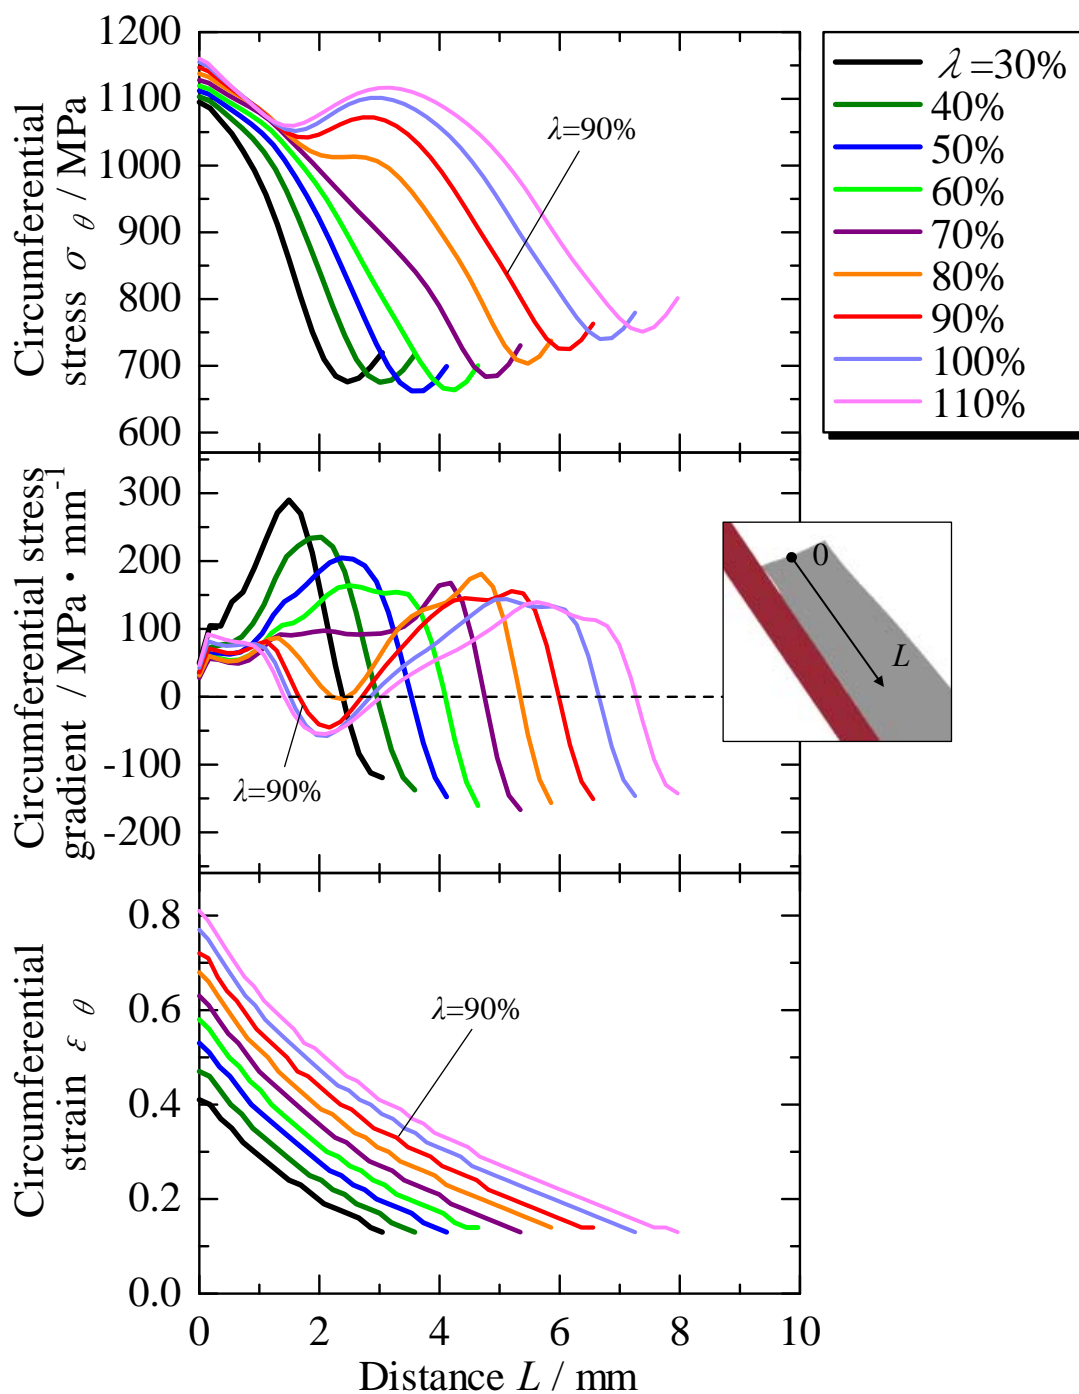 Circumferential
stress σ θ / MPa
1200
1100
1000
900
800
700
600
λ=90%
λ=30%
40%
50%
60%
70%
80%
90%
100%
110%
Circumferential stress
gradient / MPa・mm-1
300
200
100
0
-100
-200
λ=90%
0
L
Circumferential
strain ε θ
0.8
0.6
0.4
0.2
0.0
λ=90%
0 2 4 6 8 10
Distance L / mm